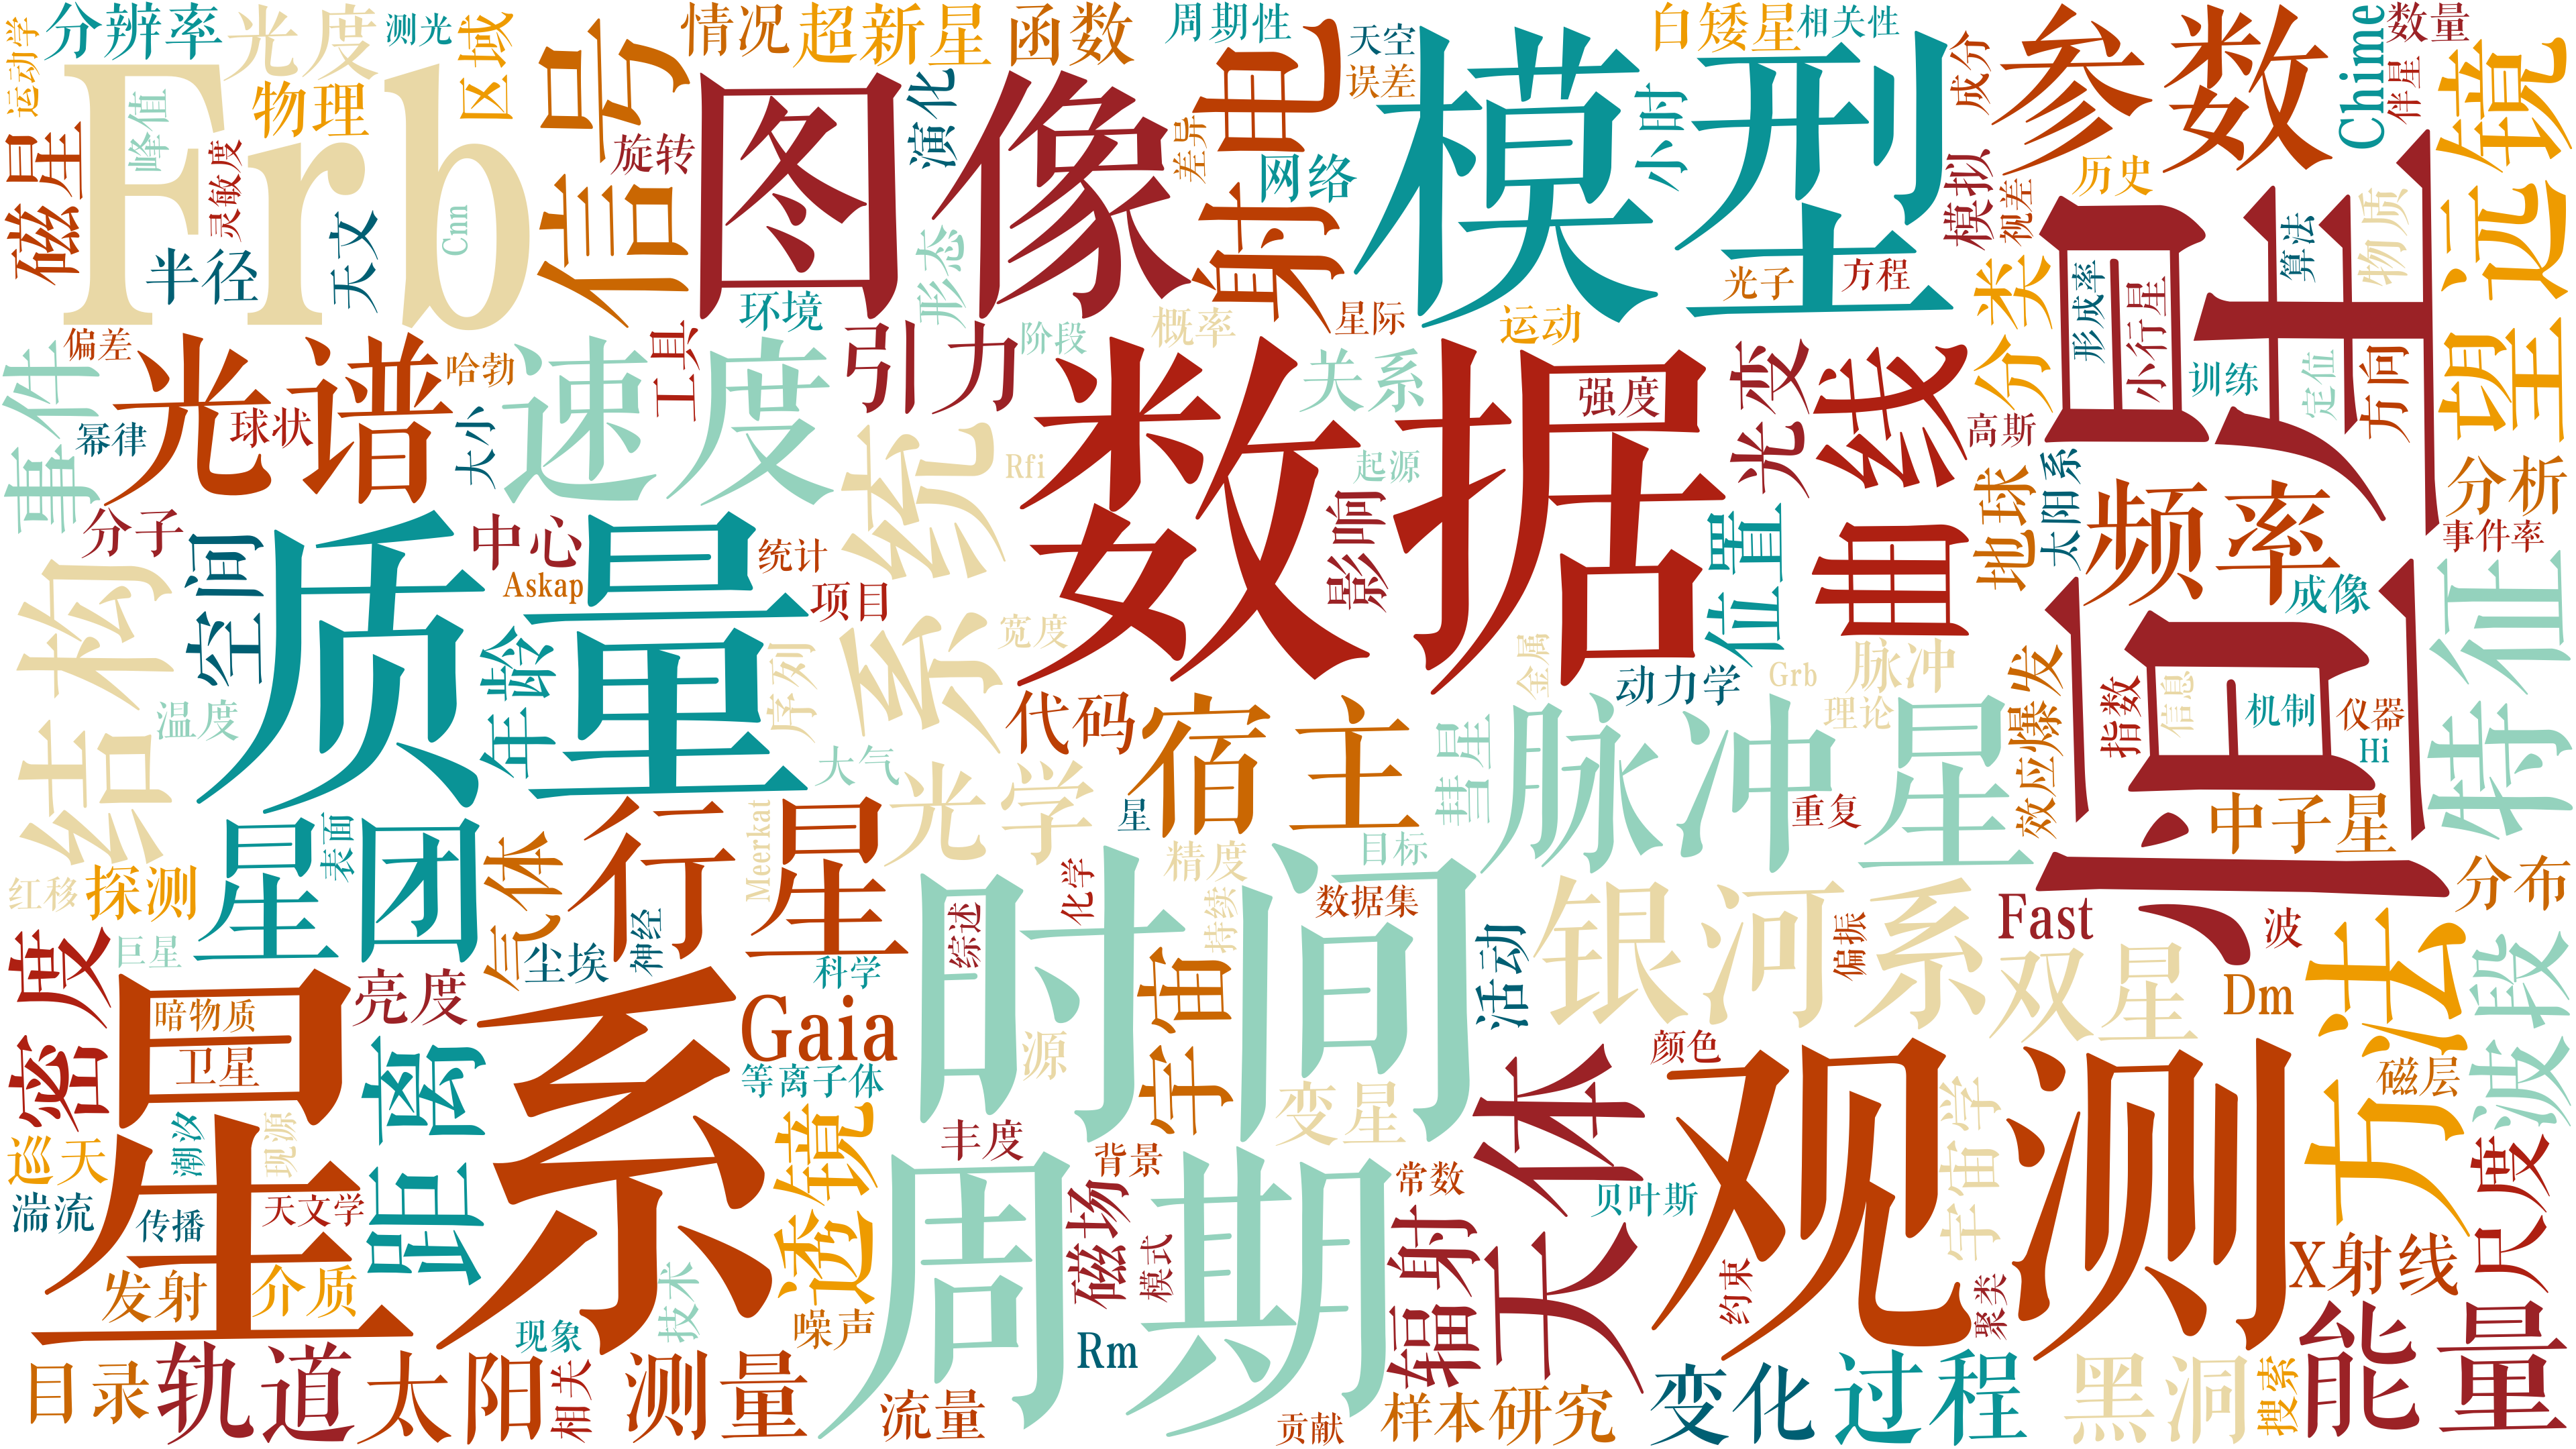 运动学
分辨率
光度
测光
区域
信号
情况
超新星
函数
周期性
射电
天空
误差
白矮星
相关性
成分
参数
Chime
数量
伴星
望远镜
Frb
磁星
峰值
物理
灵敏度
半径
天文
Cnn
旋转
图像
演化
形态
环境
差异
网络
模型
小时
光子
方程
模拟
视差
历史
恒星
分类
算法
物质
形成率
小行星
训练
定位
方向
偏差
事件
光谱
球状
幂律
哈勃
大小
速度
工具
引力
阶段
概率
星际
运动
关系
强度
光变
曲线
高斯
数据
系统
Rfi
起源
影响
位置
地球
太阳系
频率
分析
事件率
成像
特征
分子
结构
空间
质量
中心
Askap
统计
项目
年龄
序列
宽度
温度
大气
代码
宿主
金属
动力学
Grb
脉冲
理论
爆发
效应
指数
信息
机制
仪器
Hi
彗星
脉冲星
重复
中子星
星团
表面
气体
行星
Meerkat
光学
星
精度
目标
分布
红移
探测
巨星
尘埃
神经
科学
综述
化学
时间
持续
数据集
银河系
偏振
Fast
波
双星
Dm
方法
波段
密度
星系
暗物质
卫星
亮度
距离
Gaia
等离子体
源
宇宙
活动
变星
天体
颜色
观测
宇宙学
磁层
巡天
潮汐
现源
湍流
传播
天文学
透镜
丰度
周期
背景
磁场
模式
常数
辐射
贝叶斯
约束
聚类
X射线
尺度
发射
介质
现象
技术
噪声
Rm
目录
轨道
太阳
相关
测量
流量
贡献
样本
研究
变化
过程
黑洞
搜索
能量